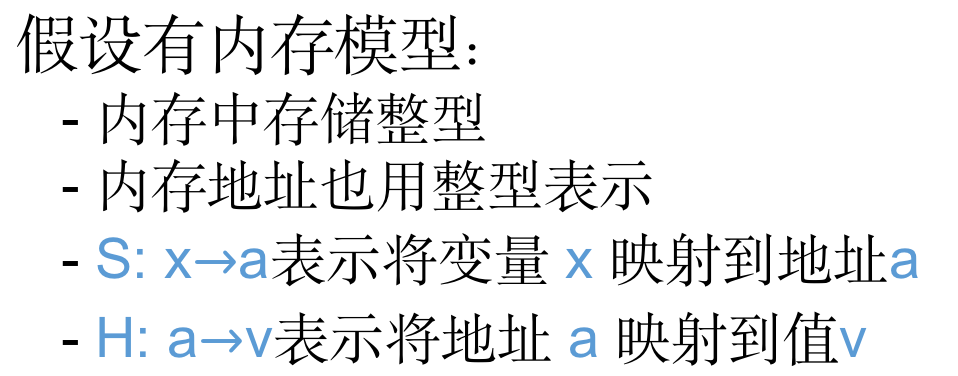 假设有内存模型:
- 内存中存储整型
- 内存地址也用整型表示
- S: x→a表示将变量 x 映射到地址a
- H: a→v表示将地址 a 映射到值v